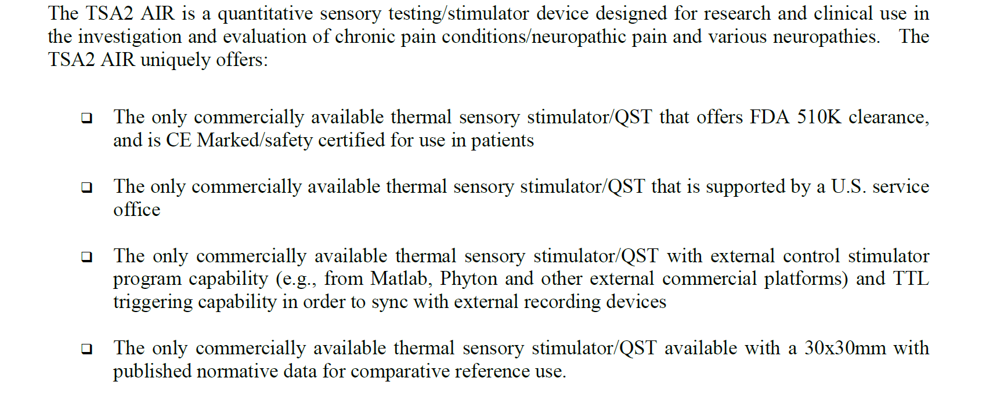 The TSA2 AIR is a quantitative sensory testing/stimulator device designed for research and clinical use in
the investigation and evaluation of chronic pain conditions/neuropathic pain and various neuropathies. The
TSA2 AIR uniquely offers:
❑ The only commercially available thermal sensory stimulator/QST that offers FDA 510K clearance,
and is CE Marked/safety certified for use in patients
❑ The only commercially available thermal sensory stimulator/QST that is supported by a U.S. service
office
❑ The only commercially available thermal sensory stimulator/QST with external control stimulator
program capability (e.g., from Matlab, Phyton and other external commercial platforms) and TTL
triggering capability in order to sync with external recording devices
❑ The only commercially available thermal sensory stimulator/QST available with a 30x30mm with
published normative data for comparative reference use.